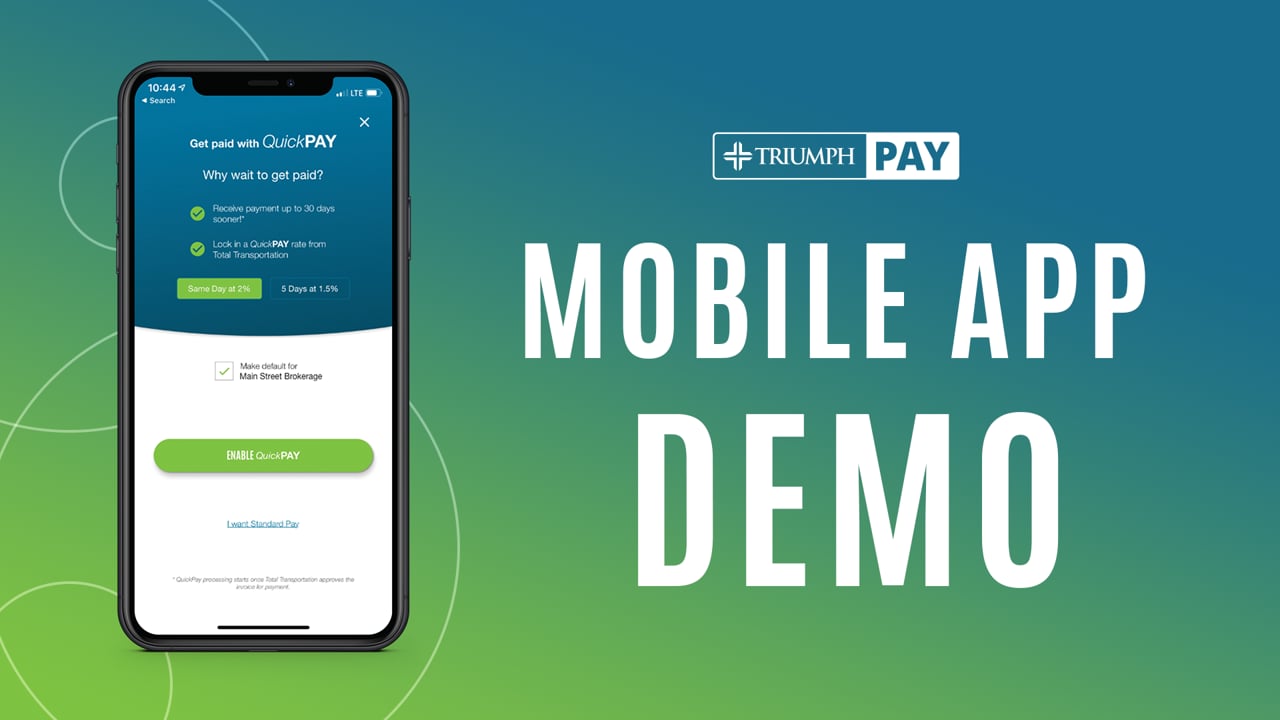 10:44
LTE
Search
Get paid with QuickPAY
Why wait to get paid?
Receive payment up to 30 days
sooner!*
Lock in a QuickPAY rate from
Total Transportation
Same Day at 2%
5 Days at 1.5%
Make default for
Main Street Brokerage
ENABLE QuickPAY
I want Standard Pay
* QuickPay processing starts once Total Transportation approves the
invoice for payment.
TRIUMPH PAY
MOBILE APP
DEMO